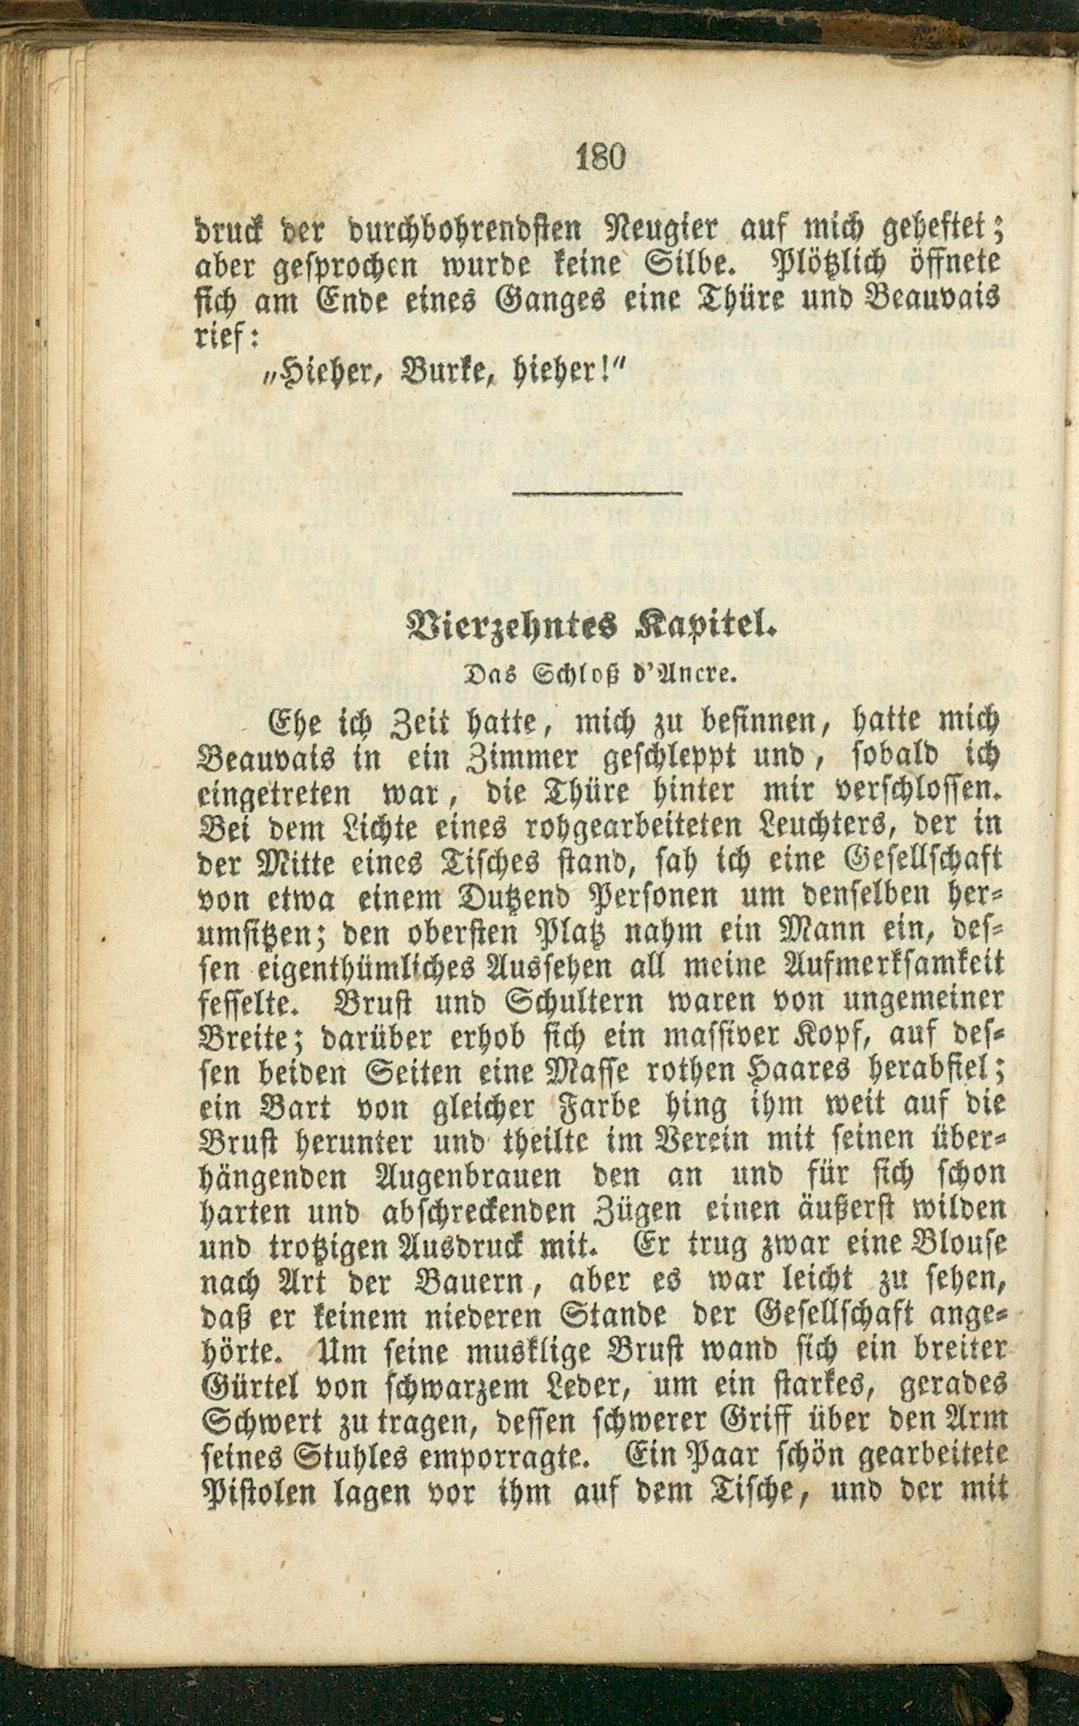 180
druck der durchbohrendsten Neugier auf mich geheftet;
aber gesprochen wurde keine Silbe. Plötzlich öffnete
sich am Ende eines Ganges eine Thüre und Beauvais
rief:
„Hieher, Burke, hieher!“
Vierzehntes Kapitel.
Das Schloß d'Ancre.
Ehe ich Zeit hatte, mich zu besinnen, hatte mich
Beauvais in ein Zimmer geschleppt und, sobald ich
eingetreten war, die Thüre hinter mir verschlossen.
Bei dem Lichte eines rohgearbeiteten Leuchters, der in
der Mitte eines Tisches stand, sah ich eine Gesellschaft
von etwa einem Dutzend Personen um denselben her-
umsitzen; den obersten Platz nahm ein Mann ein, des-
sen eigenthümliches Aussehen all meine Aufmerksamkeit
fesselte. Brust und Schultern waren von ungemeiner
Breite; darüber erhob sich ein massiver Kopf, auf des-
sen beiden Seiten eine Masse rothen Haares herabfiel;
ein Bart von gleicher Farbe hing ihm weit auf die
Brust herunter und theilte im Verein mit seinen über-
hängenden Augenbrauen den an und für sich schon
harten und abschreckenden Zügen einen äußerst wilden
und trotzigen Ausdruck mit. Er trug zwar eine Blouse
nach Art der Bauern, aber es war leicht zu sehen,
daß er keinem niederen Stande der Gesellschaft ange-
hörte. Um seine musklige Brust wand sich ein breiter
Gürtel von schwarzem Leder, um ein starkes, gerades
Schwert zu tragen, dessen schwerer Griff über den Arm
seines Stuhles emporragte. Ein Paar schön gearbeitete
Pistolen lagen vor ihm auf dem Tische, und der mit